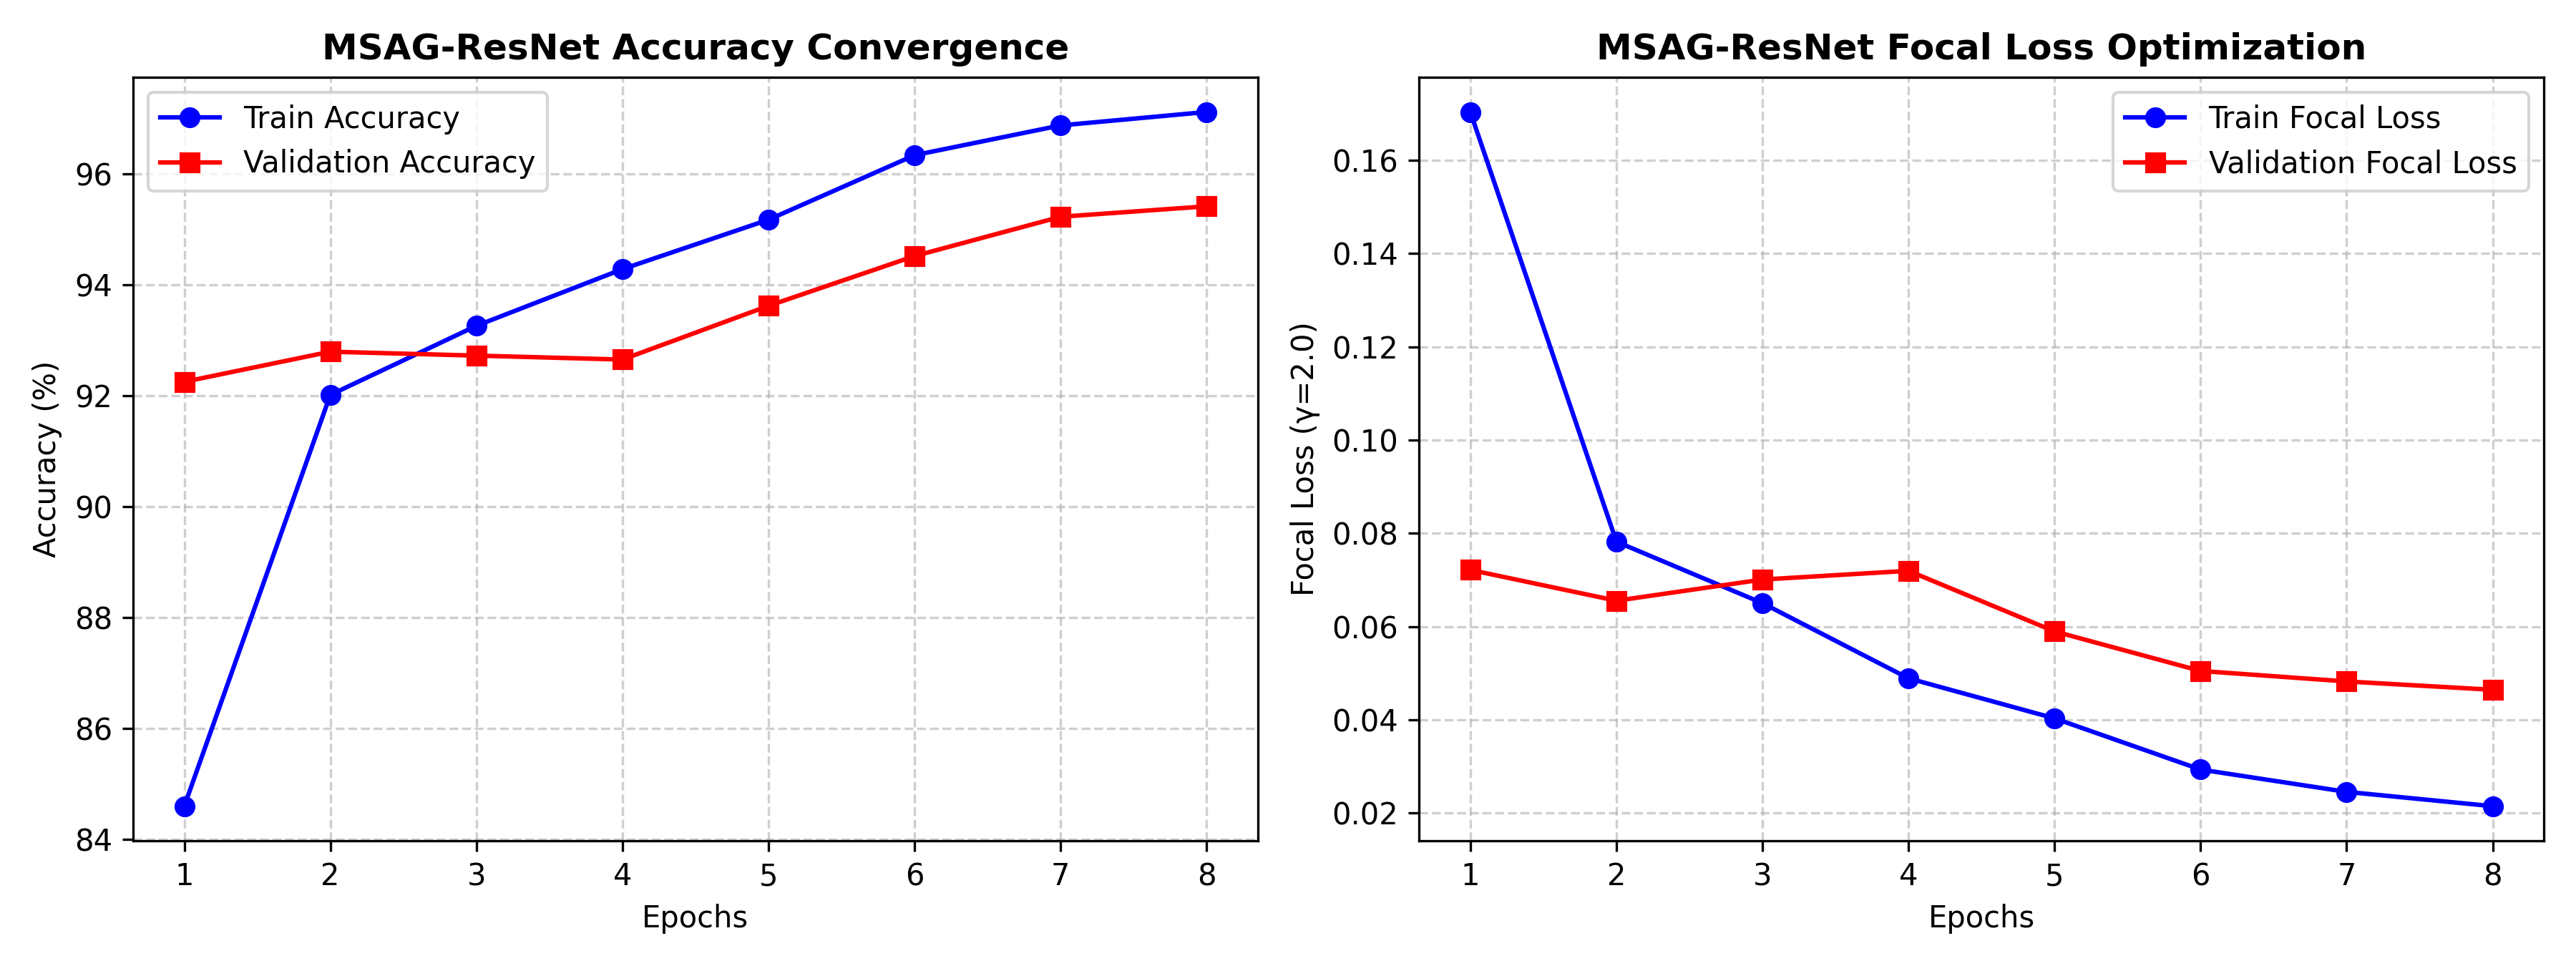 MSAG-ResNet Accuracy Convergence
Train Accuracy
Validation Accuracy
Accuracy (%)
96
94
92
90
88
86
84
1 2 3 4 5 6 7 8
Epochs
MSAG-ResNet Focal Loss Optimization
Train Focal Loss
Validation Focal Loss
Focal Loss (γ=2.0)
0.16
0.14
0.12
0.10
0.08
0.06
0.04
0.02
1 2 3 4 5 6 7 8
Epochs